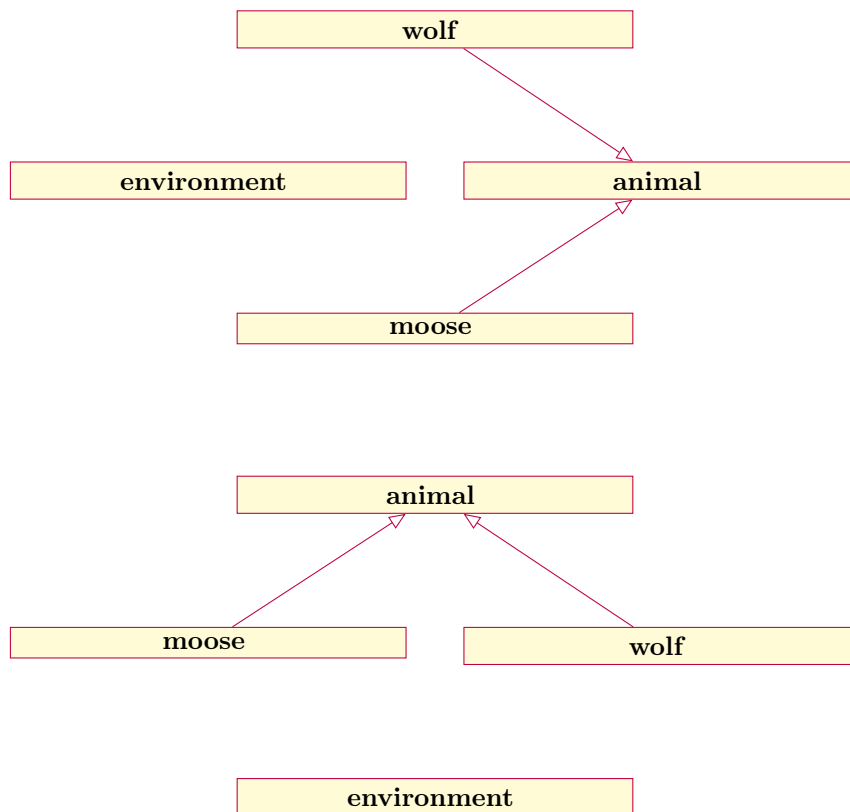 wolf
environment
animal
moose
animal
moose
wolf
environment